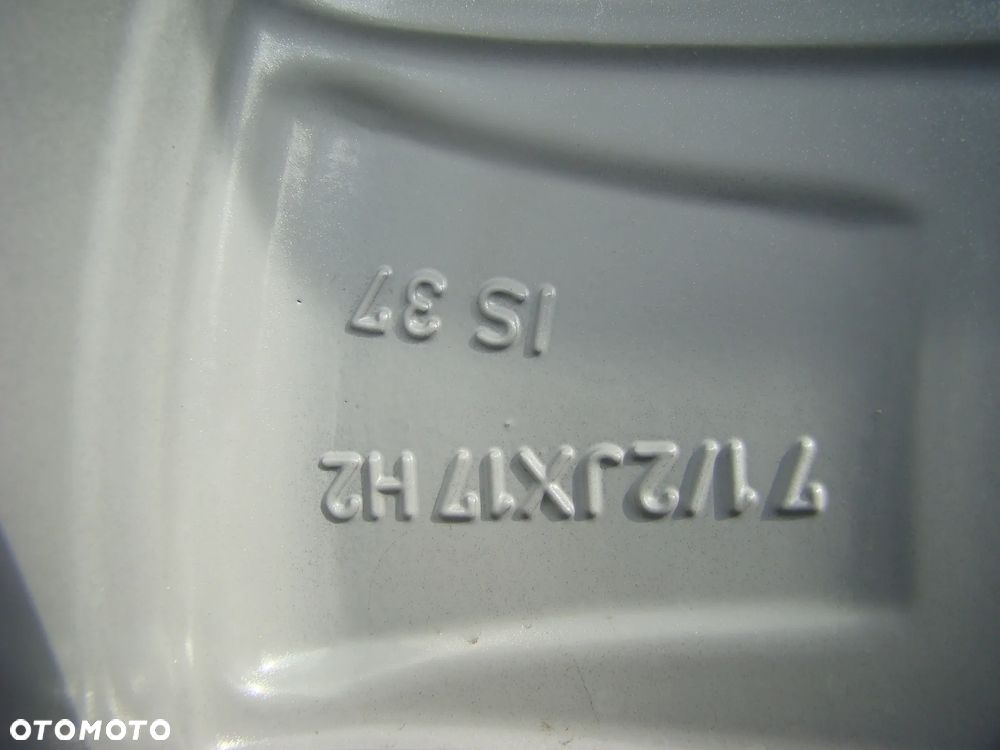 7 1/2JX17 H2
IS 37
OTOMOTO